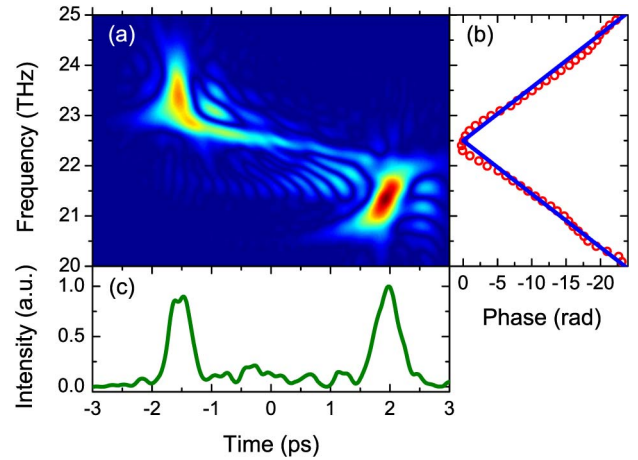 (a)
(b)
Frequency (THz)
25
24
23
22
21
20
0 -5 -10 -15 -20
Phase (rad)
(c)
Intensity (a.u.)
1.0
0.5
0.0
-3 -2 -1 0 1 2 3
Time (ps)